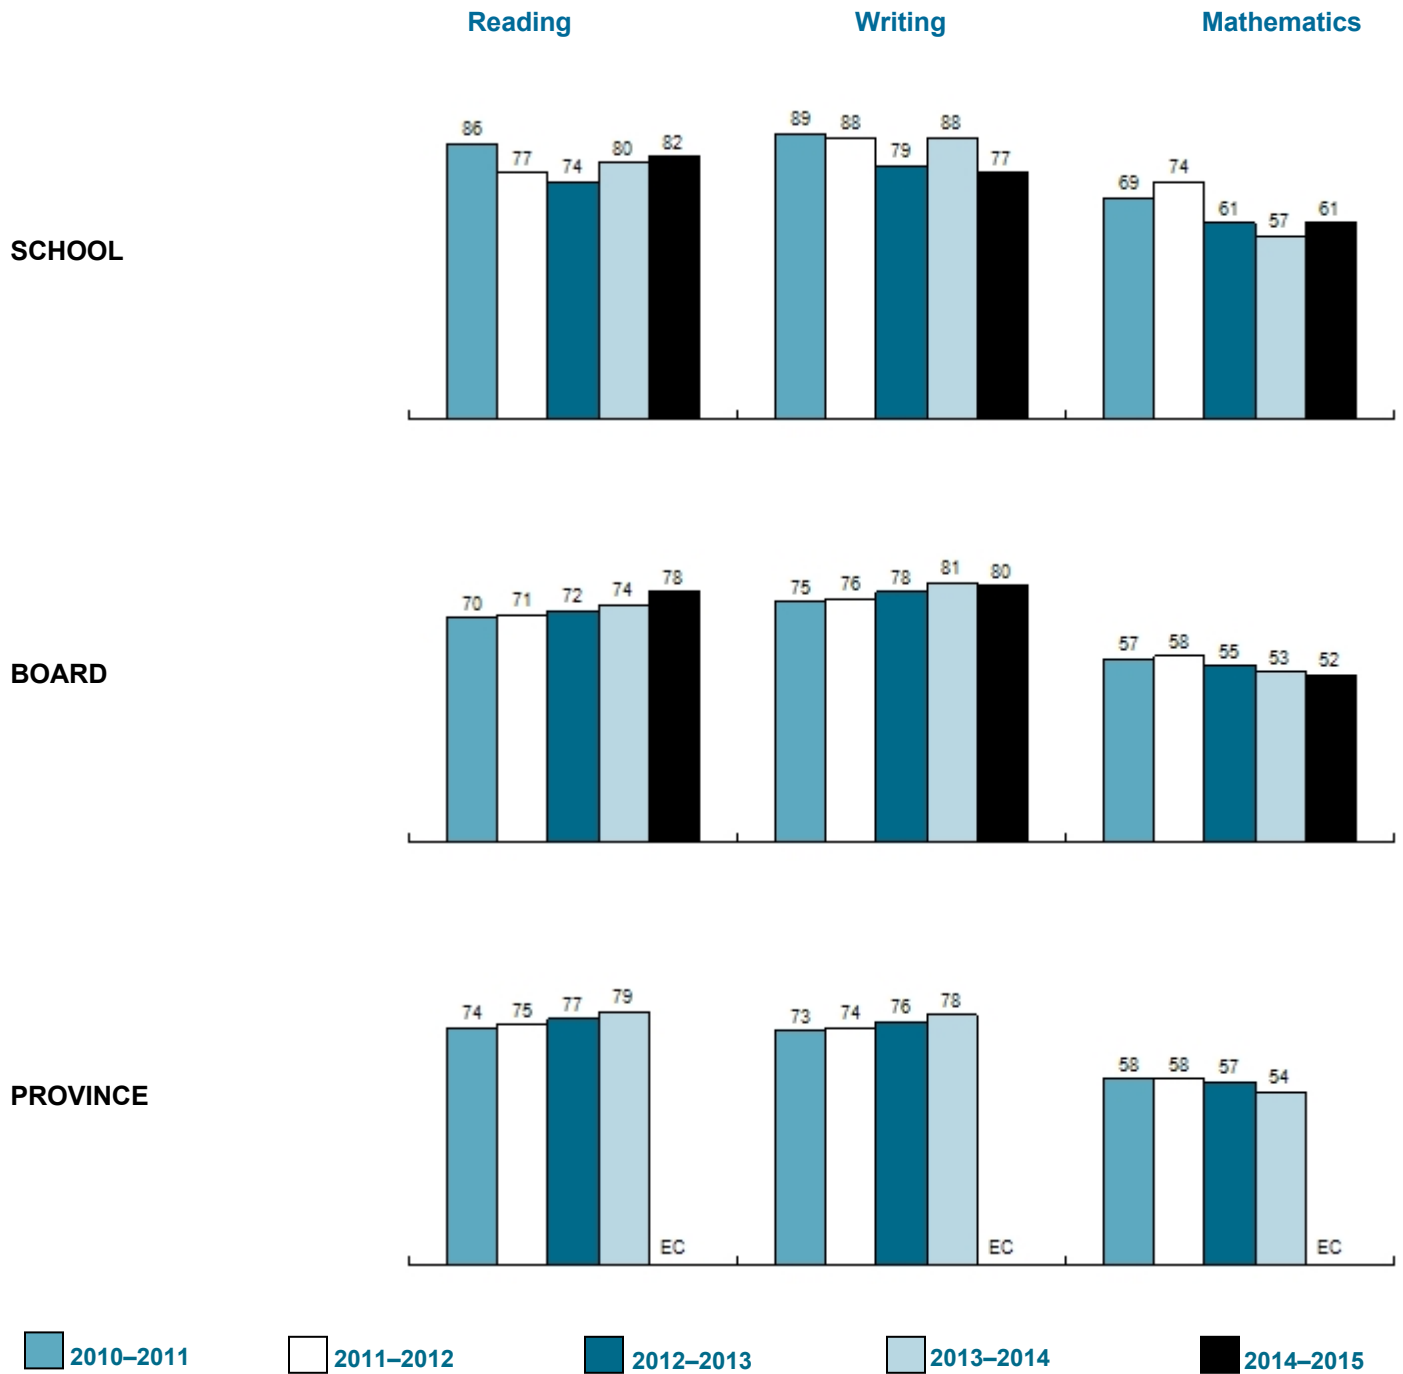 Reading Writing Mathematics
86 77 74 80 82 89 88 79 88 77 69 74 61 57 61
SCHOOL
70 71 72 74 78 75 76 78 81 80 57 58 55 53 52
BOARD
74 75 77 79 73 74 76 78 58 58 57 54
PROVINCE
EC EC EC
2010–2011 2011–2012 2012–2013 2013–2014 2014–2015